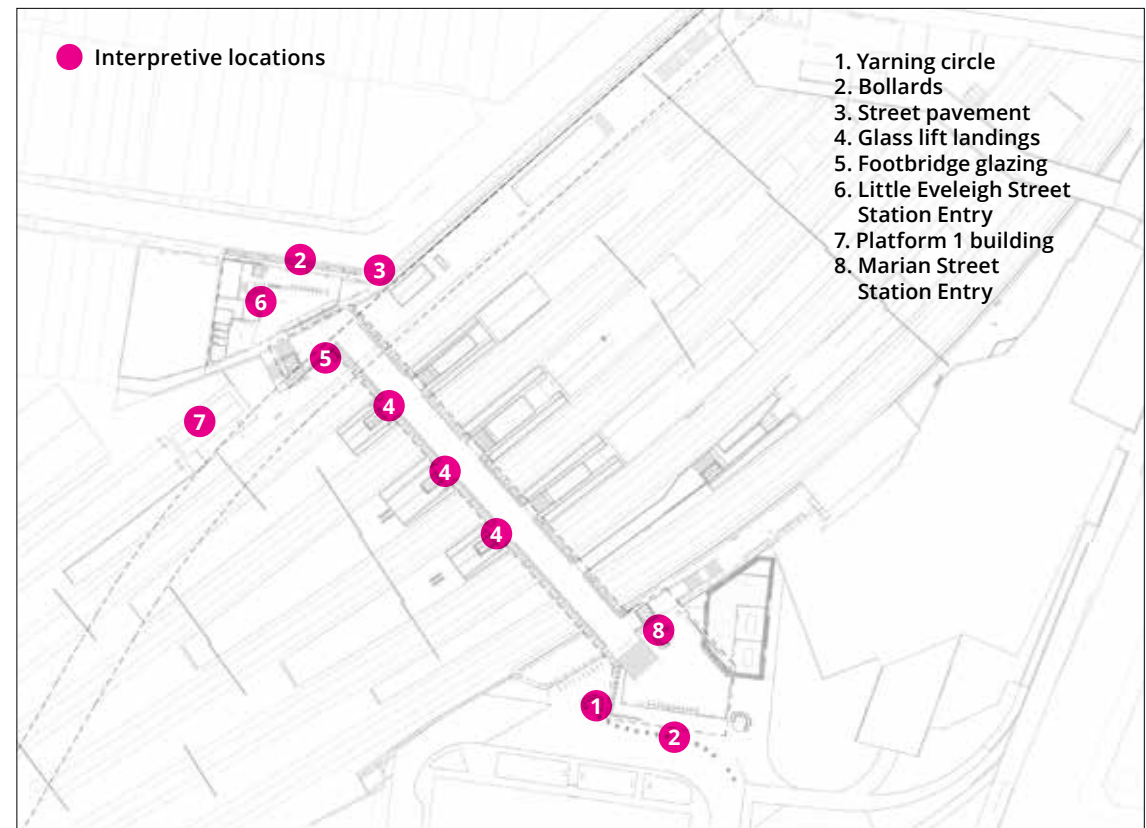 Interpretive locations
1. Yarning circle
2. Bollards
3. Street pavement
4. Glass lift landings
5. Footbridge glazing
6. Little Eveleigh Street
Station Entry
7. Platform 1 building
8. Marian Street
Station Entry
2
3
6
5
4
7
4
4
8
1
2